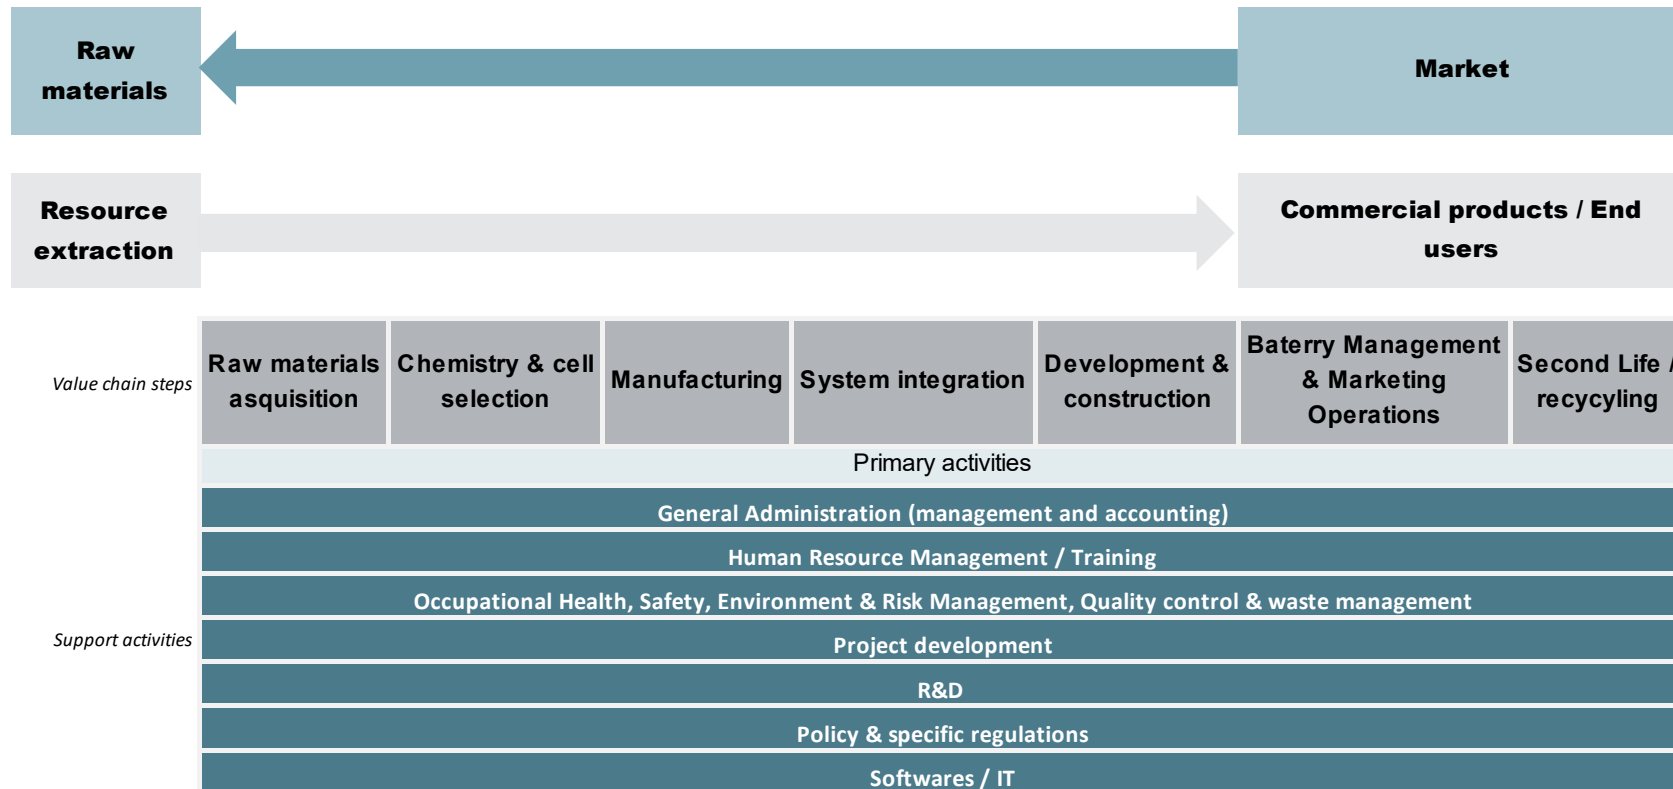 Raw
materials
Market
Resource
extraction
Commercial products / End
users
Value chain steps
Raw materials
asquisition
Chemistry & cell
selection
Manufacturing
System integration
Development &
construction
Baterry Management
& Marketing
Operations
Second Life /
recycyling
Primary activities
Support activities
General Administration (management and accounting)
Human Resource Management / Training
Occupational Health, Safety, Environment & Risk Management, Quality control & waste management
Project development
R&D
Policy & specific regulations
Softwares / IT